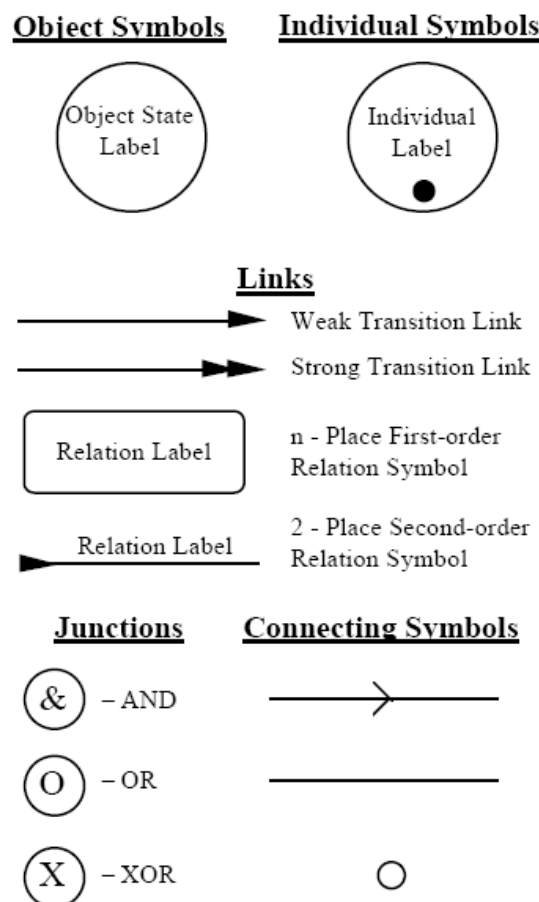 Object Symbols
Individual Symbols
Object State
Label
Individual
Label
Links
Weak Transition Link
Strong Transition Link
Relation Label
n - Place First-order
Relation Symbol
Relation Label
2 - Place Second-order
Relation Symbol
Junctions
Connecting Symbols
& – AND
O – OR
X – XOR